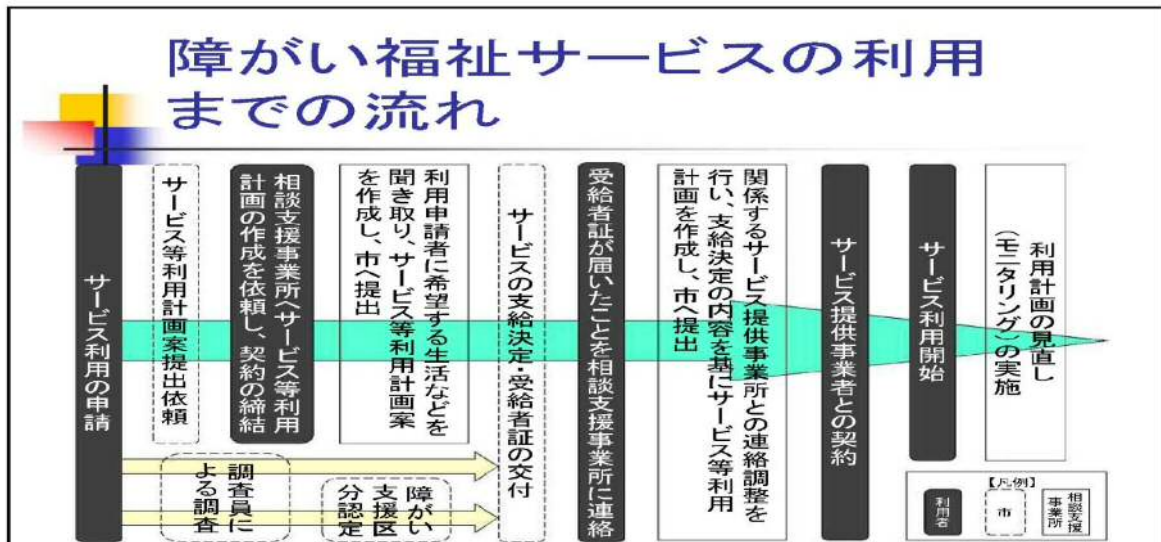 障がい福祉サービスの利用
までの流れ
サービス利用の申請
サービス等利用計画案提出依頼
相談支援事業所へサービス等利用
計画の作成を依頼し、契約の締結
利用申請者に希望する生活などを
聞き取り、サービス等利用計画案
を作成し、市へ提出
サービスの支給決定・受給者証の交付
受給者証が届いたことを相談支援事業所に連絡
関係するサービス提供事業所との連絡調整を
行い、支給決定の内容を基にサービス等利用
計画を作成し、市へ提出
サービス提供事業者との契約
サービス利用開始
利用計画の見直し
(モニタリング)の実施
調査員に
よる調査
障がい
支援区
分認定
【凡例】
利用者
市
相談支援
事業所